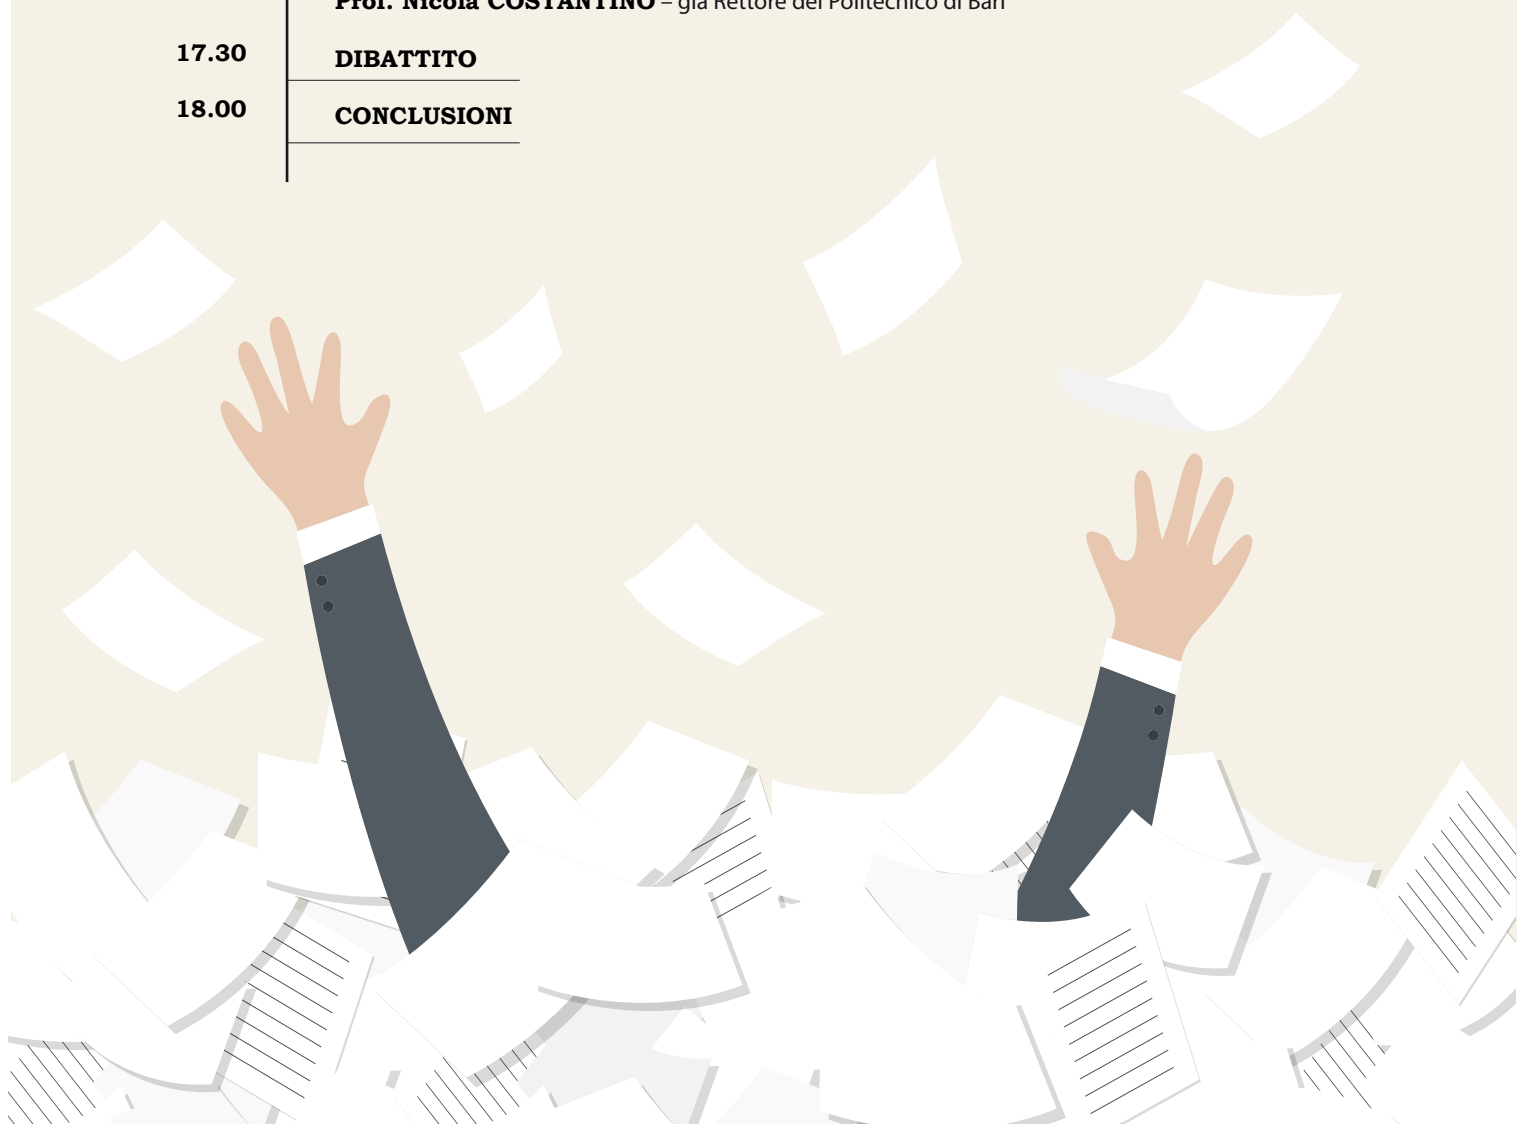 Prof. Nicola COSTANTINO – già Rettore del Politecnico di Bari
17.30 DIBATTITO
18.00 CONCLUSIONI